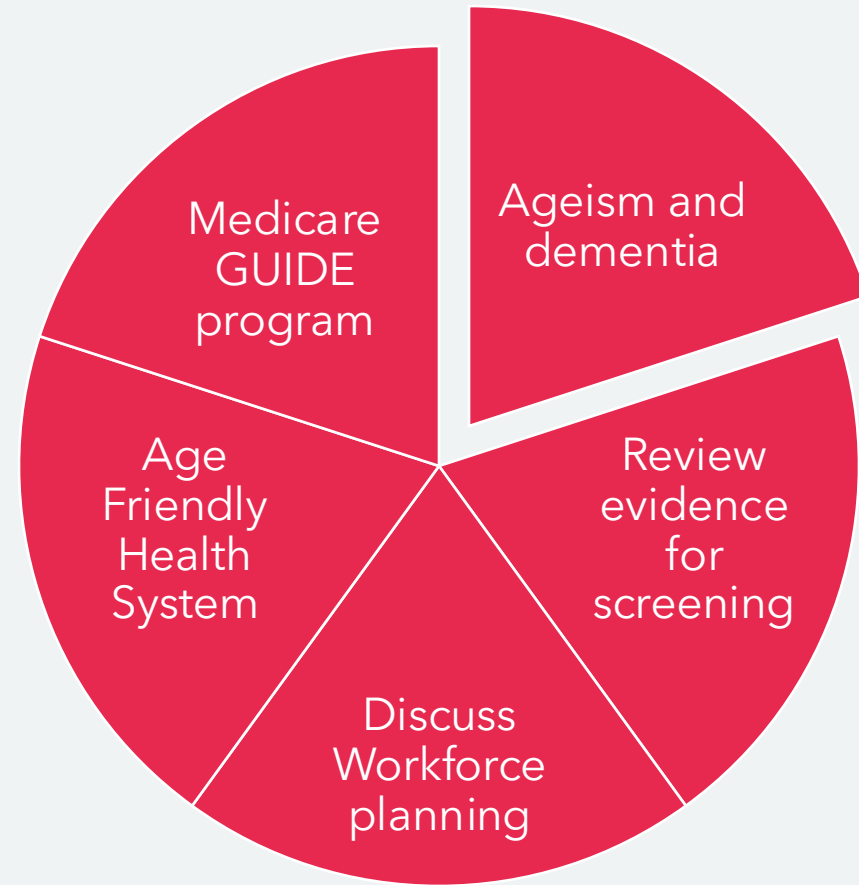 Ageism and
dementia
Review
evidence
for
screening
Discuss
Workforce
planning
Age
Friendly
Health
System
Medicare
GUIDE
program